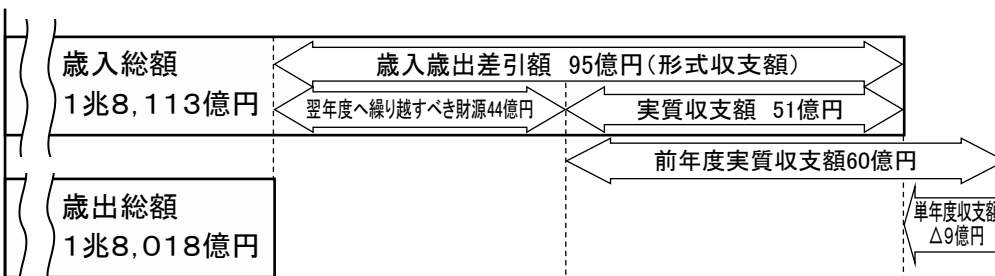 歳入総額
1兆8,113億円
歳入歳出差引額 95億円（形式収支額）
翌年度へ繰り越すべき財源44億円
実質収支額 51億円
前年度実質収支額60億円
歳出総額
1兆8,018億円
単年度収支額
△9億円